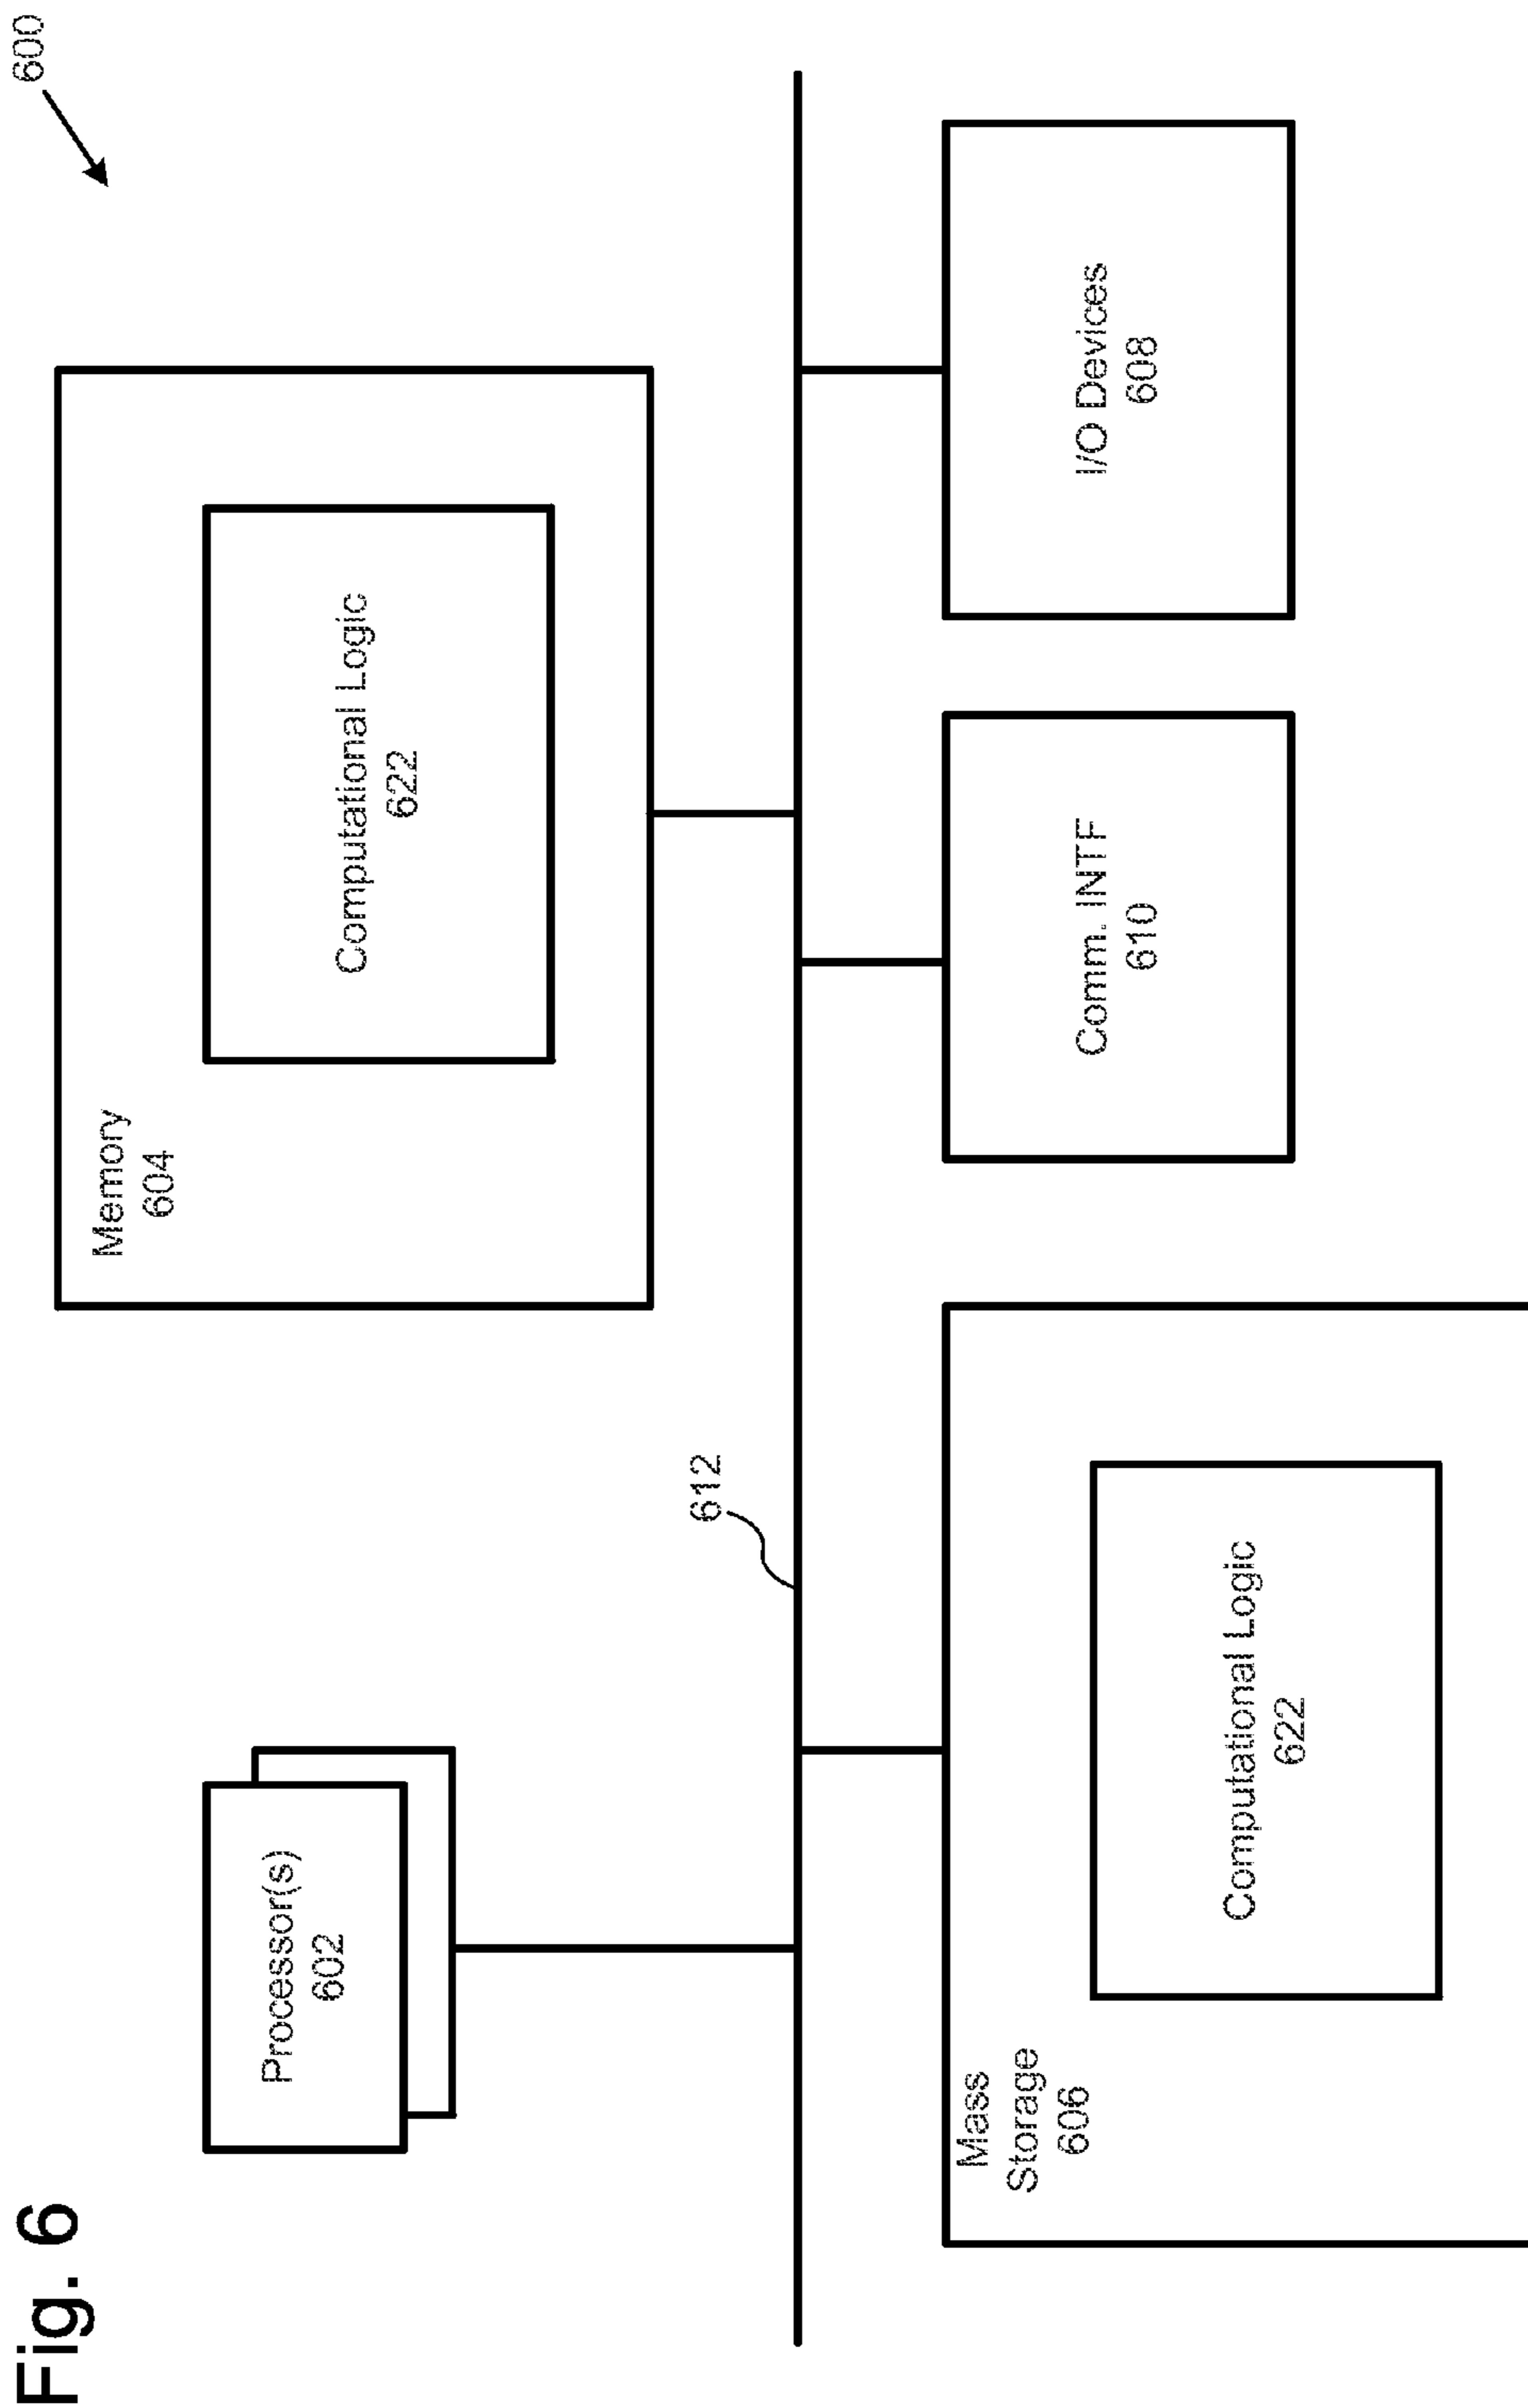 Fig. 6
600
Processor(s)
602
Memory
604
Computational Logic
622
612
Mass
Storage
606
Computational Logic
622
Comm. INTF
610
I/O Devices
608